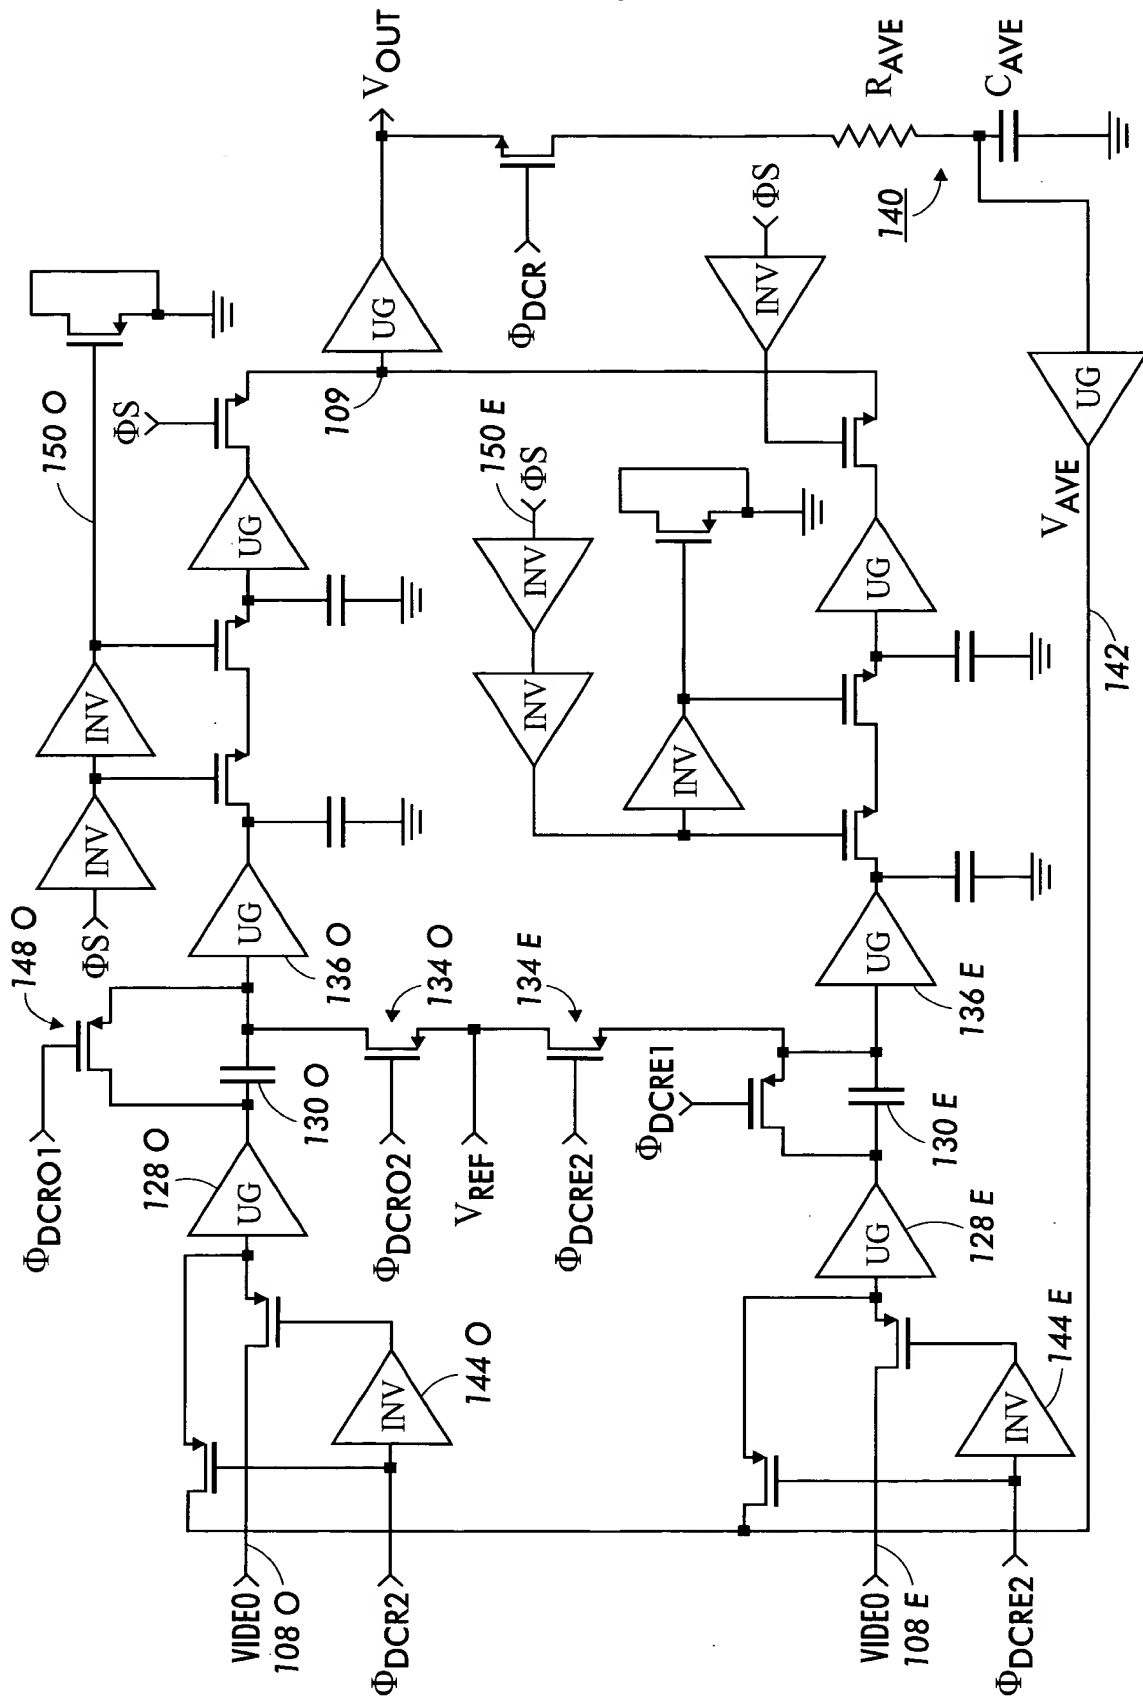 VIDEO
108 O
ΦDCR2
INV
144 O
UG
128 O
ΦDCRO1
148 O
130 O
UG
136 O
ΦS
INV
INV
150 O
UG
ΦS
109
UG
VOUT
ΦDCR
RAVE
CAVE
140
ΦDCRO2
134 O
VREF
ΦDCRE2
134 E
ΦDCRE1
VIDEO
108 E
ΦDCRE2
INV
144 E
UG
128 E
130 E
UG
136 E
ΦS
150 E
INV
INV
INV
UG
ΦS
INV
UG
VAVE
142